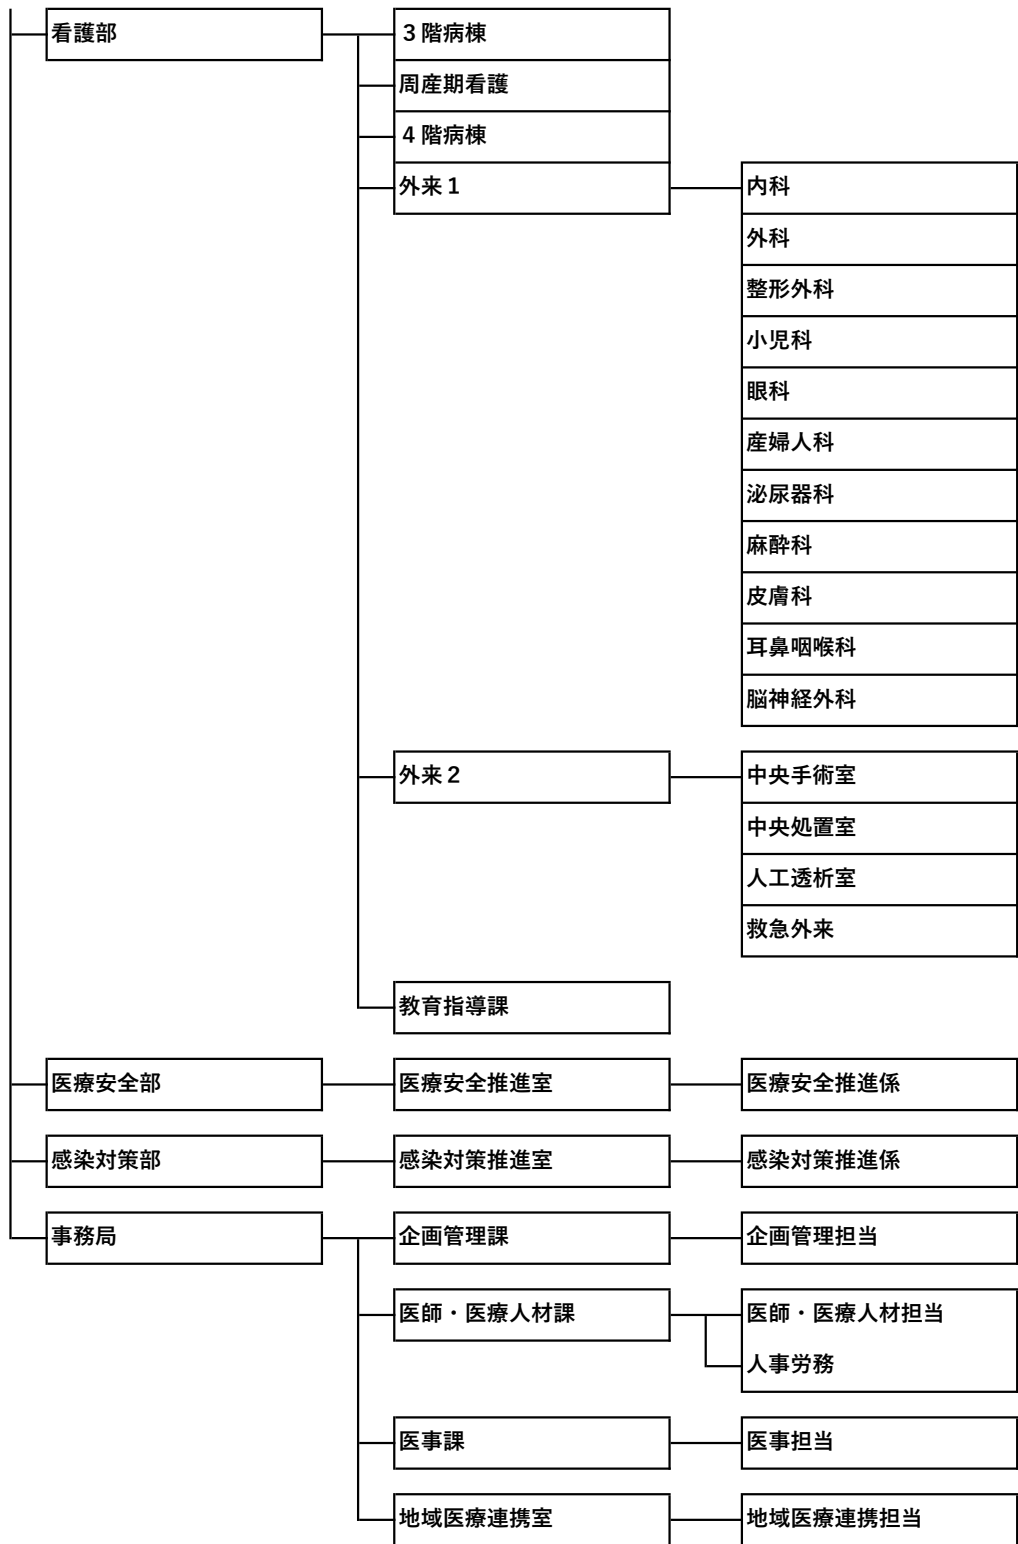 看護部
３階病棟
周産期看護
４階病棟
外来１
内科
外科
整形外科
小児科
眼科
産婦人科
泌尿器科
麻酔科
皮膚科
耳鼻咽喉科
脳神経外科
外来２
中央手術室
中央処置室
人工透析室
救急外来
教育指導課
医療安全部
医療安全推進室
医療安全推進係
感染対策部
感染対策推進室
感染対策推進係
事務局
企画管理課
企画管理担当
医師・医療人材課
医師・医療人材担当
人事労務
医事課
医事担当
地域医療連携室
地域医療連携担当